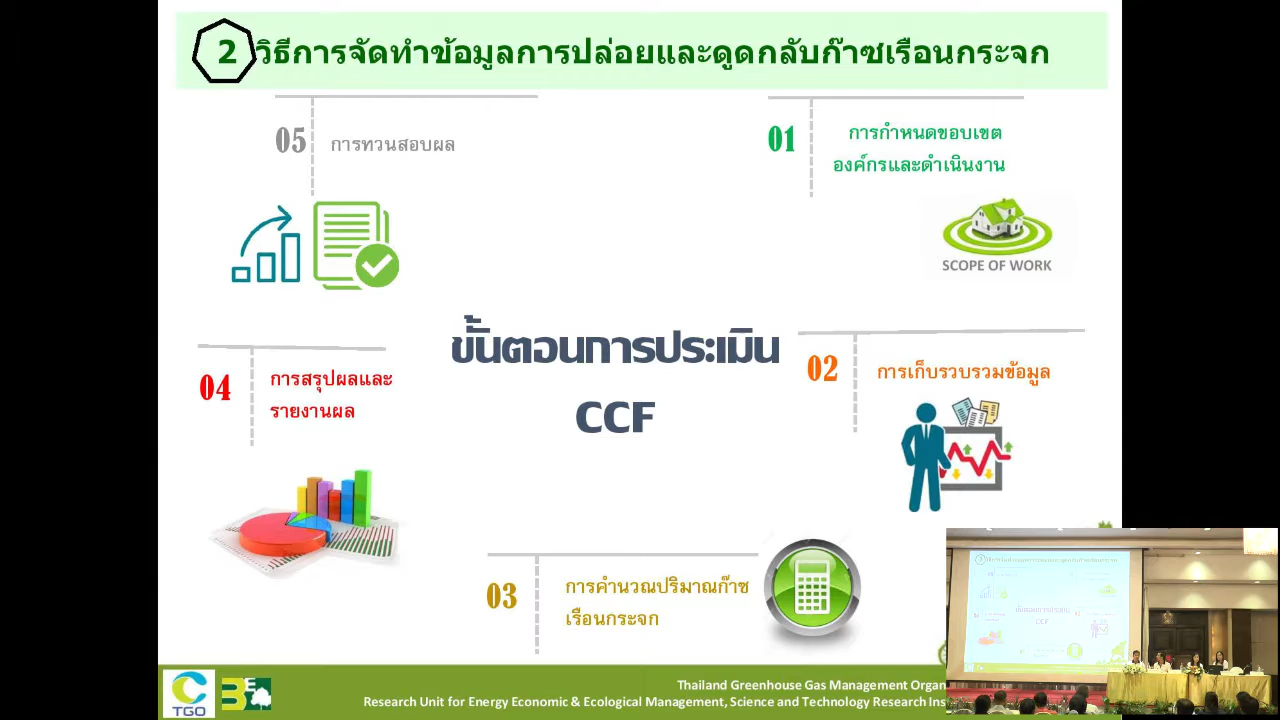 2 วิธีการจัดทำข้อมูลการปล่อยและดูดกลับก๊าซเรือนกระจก
01 การกำหนดขอบเขต
องค์กรและดำเนินงาน
SCOPE OF WORK
02 การเก็บรวบรวมข้อมูล
03 การคำนวณปริมาณก๊าซ
เรือนกระจก
04 การสรุปผลและ
รายงานผล
05 การทวนสอบผล
ขั้นตอนการประเมิน
CCF
Thailand Greenhouse Gas Management Organ
Research Unit for Energy Economic & Ecological Management, Science and Technology Research Ins
TGO